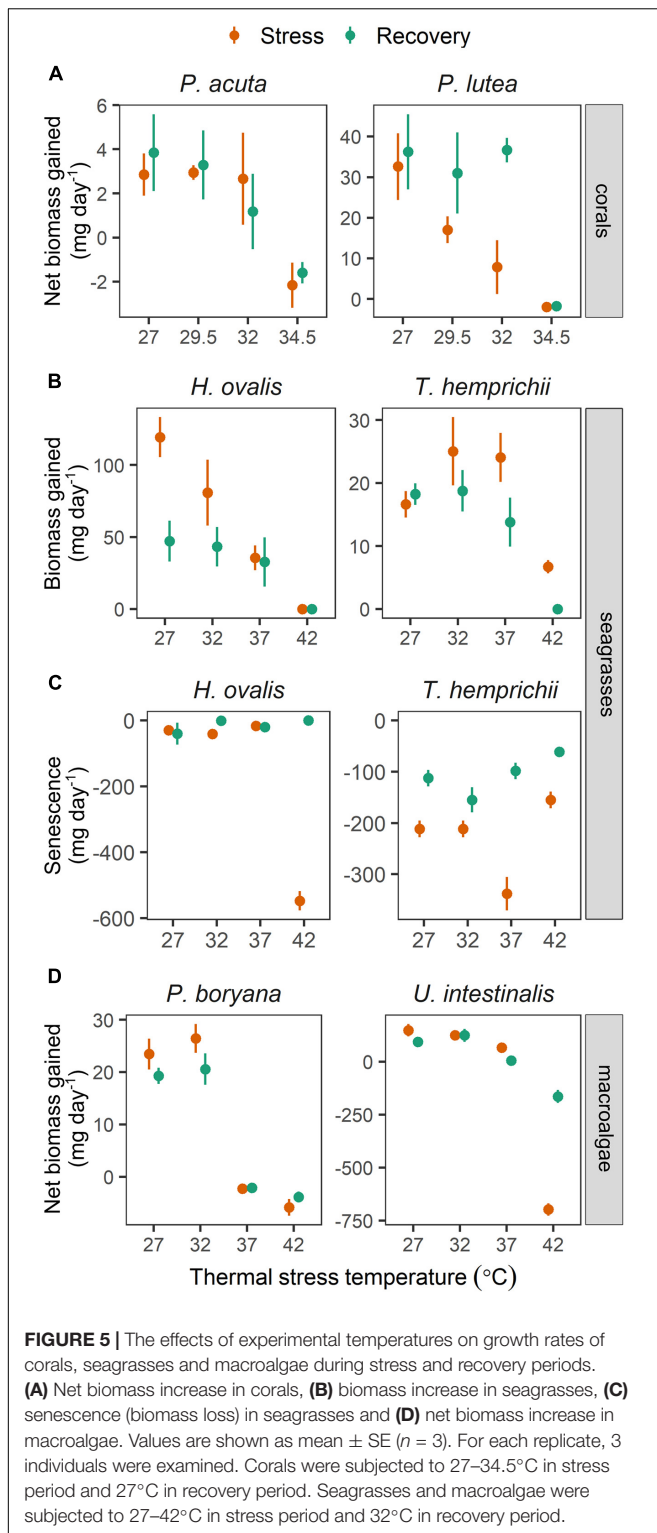 Stress Recovery
A
P. acuta P. lutea
Net biomass gained
(mg day-1)
6
4
2
0
-2
40
30
20
10
0
27 29.5 32 34.5
27 29.5 32 34.5
corals
B
H. ovalis T. hemprichii
Biomass gained
(mg day-1)
100
50
0
30
20
10
0
27 32 37 42
27 32 37 42
C
H. ovalis T. hemprichii
Senescence
(mg day-1)
0
-200
-400
-600
0
-100
-200
-300
27 32 37 42
27 32 37 42
seagrasses
D
P. boryana U. intestinalis
Net biomass gained
(mg day-1)
30
20
10
0
0
-250
-500
-750
27 32 37 42
27 32 37 42
macroalgae
Thermal stress temperature (°C)
FIGURE 5 | The effects of experimental temperatures on growth rates of
corals, seagrasses and macroalgae during stress and recovery periods.
(A) Net biomass increase in corals, (B) biomass increase in seagrasses, (C)
senescence (biomass loss) in seagrasses and (D) net biomass increase in
macroalgae. Values are shown as mean ± SE (n = 3). For each replicate, 3
individuals were examined. Corals were subjected to 27–34.5°C in stress
period and 27°C in recovery period. Seagrasses and macroalgae were
subjected to 27–42°C in stress period and 32°C in recovery period.